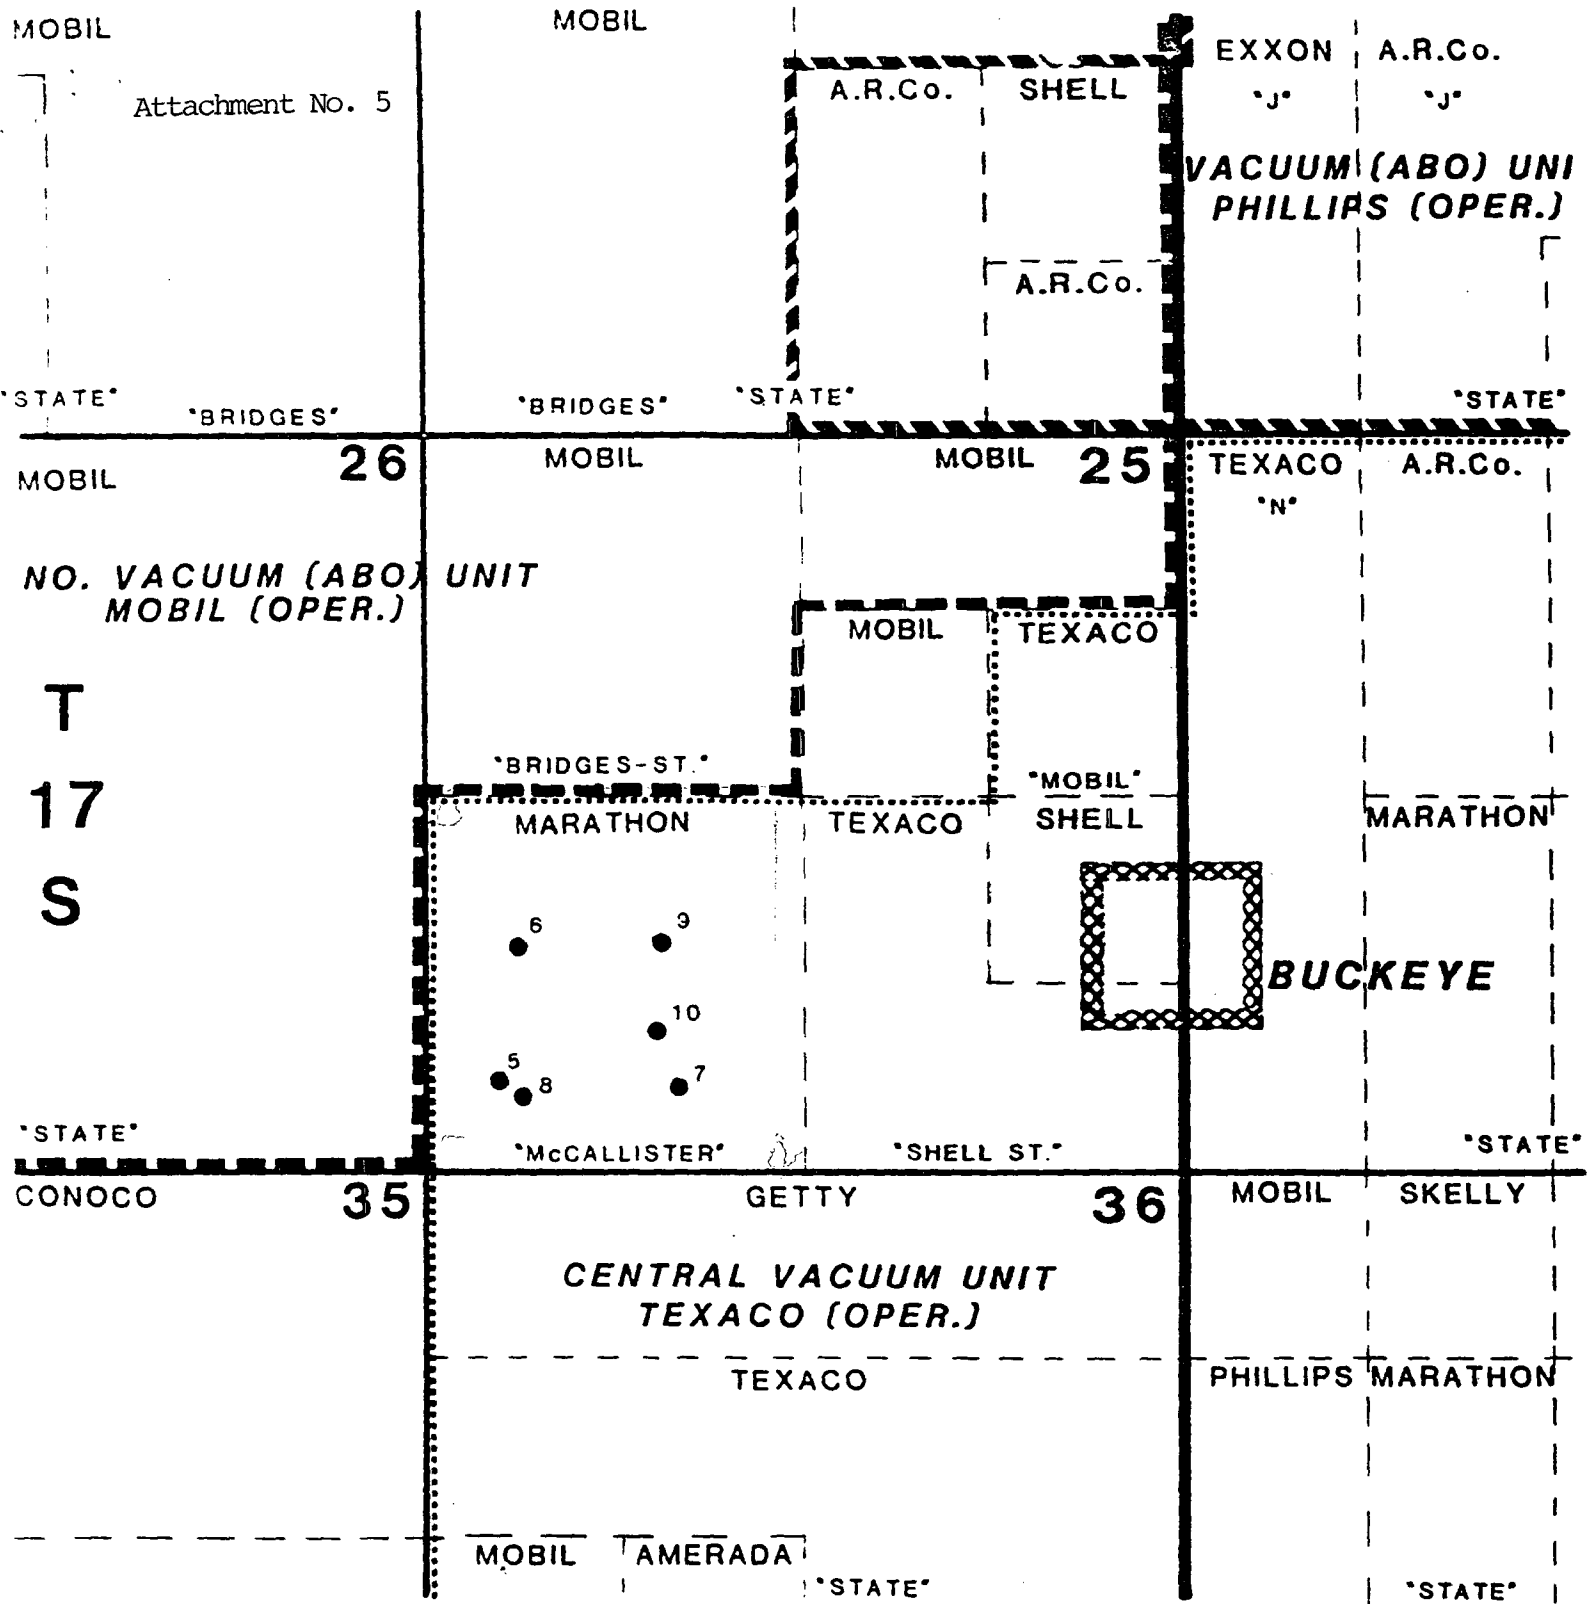 MOBIL
MOBIL
EXXON
A.R.Co.
Attachment No. 5
A.R.Co.
SHELL
"J"
"J"
VACUUM (ABO) UNI
PHILLIPS (OPER.)
A.R.Co.
"STATE"
"BRIDGES"
"BRIDGES"
"STATE"
"STATE"
26
MOBIL
MOBIL
25
TEXACO
A.R.Co.
MOBIL
"N"
NO. VACUUM (ABO) UNIT
MOBIL (OPER.)
MOBIL
TEXACO
T
17
S
"BRIDGES-ST."
"MOBIL"
MARATHON
TEXACO
SHELL
MARATHON
6
9
BUCKEYE
10
5
8
7
"STATE"
"McCALLISTER"
"SHELL ST."
"STATE"
CONOCO
35
GETTY
36
MOBIL
SKELLY
CENTRAL VACUUM UNIT
TEXACO (OPER.)
TEXACO
PHILLIPS
MARATHON
MOBIL
AMERADA
"STATE"
"STATE"